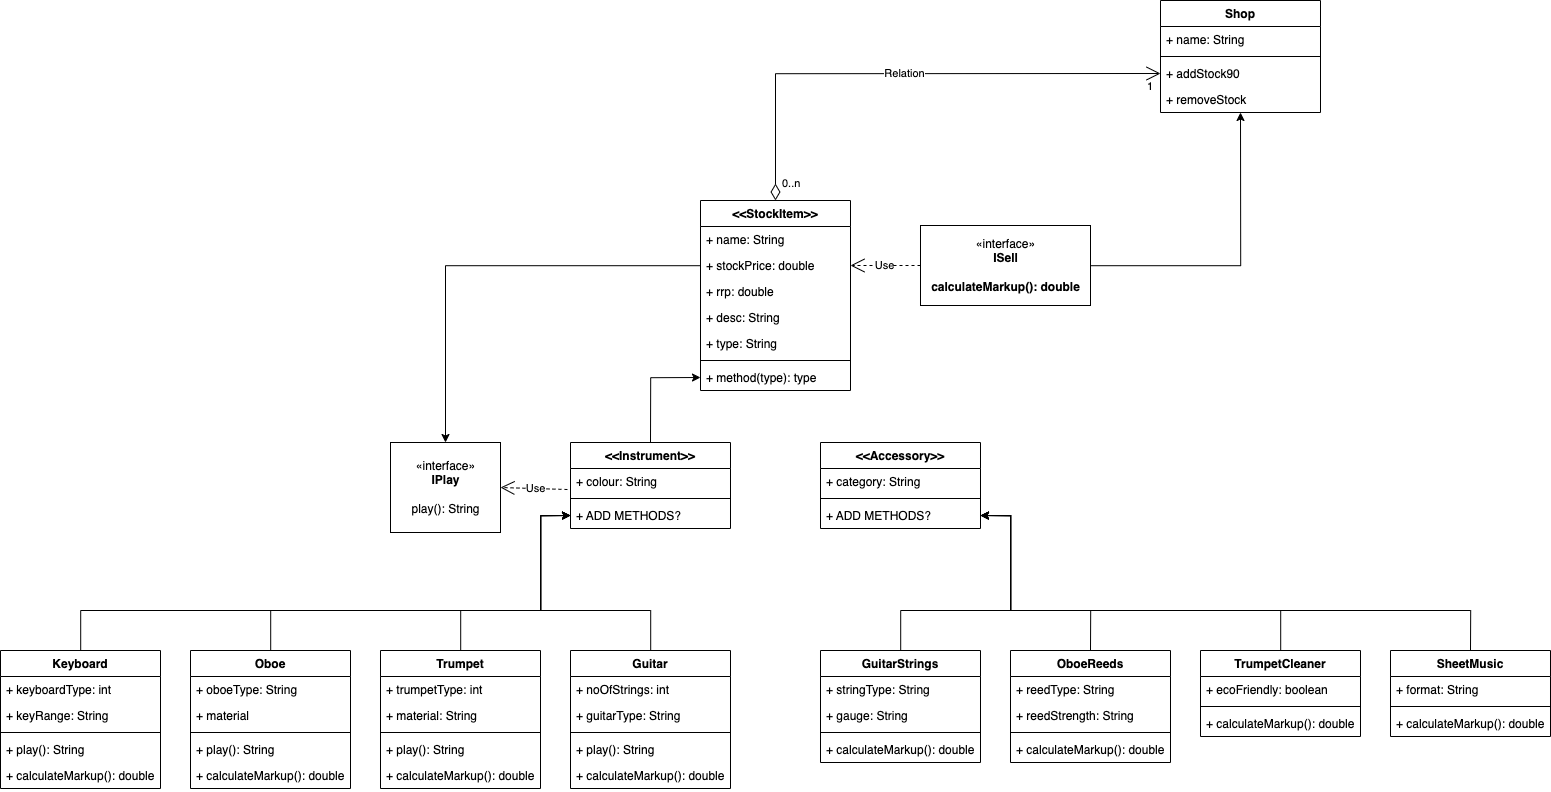 Shop
+ name: String
+ addStock90
+ removeStock
Relation
1
0..n
<<StockItem>>
+ name: String
+ stockPrice: double
+ rrp: double
+ desc: String
+ type: String
+ method(type): type
Use
«interface»
ISell
calculateMarkup(): double
«interface»
IPlay
play(): String
Use
<<Instrument>>
+ colour: String
+ ADD METHODS?
<<Accessory>>
+ category: String
+ ADD METHODS?
Keyboard
+ keyboardType: int
+ keyRange: String
+ play(): String
+ calculateMarkup(): double
Oboe
+ oboeType: String
+ material
+ play(): String
+ calculateMarkup(): double
Trumpet
+ trumpetType: int
+ material: String
+ play(): String
+ calculateMarkup(): double
Guitar
+ noOfStrings: int
+ guitarType: String
+ play(): String
+ calculateMarkup(): double
GuitarStrings
+ stringType: String
+ gauge: String
+ calculateMarkup(): double
OboeReeds
+ reedType: String
+ reedStrength: String
+ calculateMarkup(): double
TrumpetCleaner
+ ecoFriendly: boolean
+ calculateMarkup(): double
SheetMusic
+ format: String
+ calculateMarkup(): double